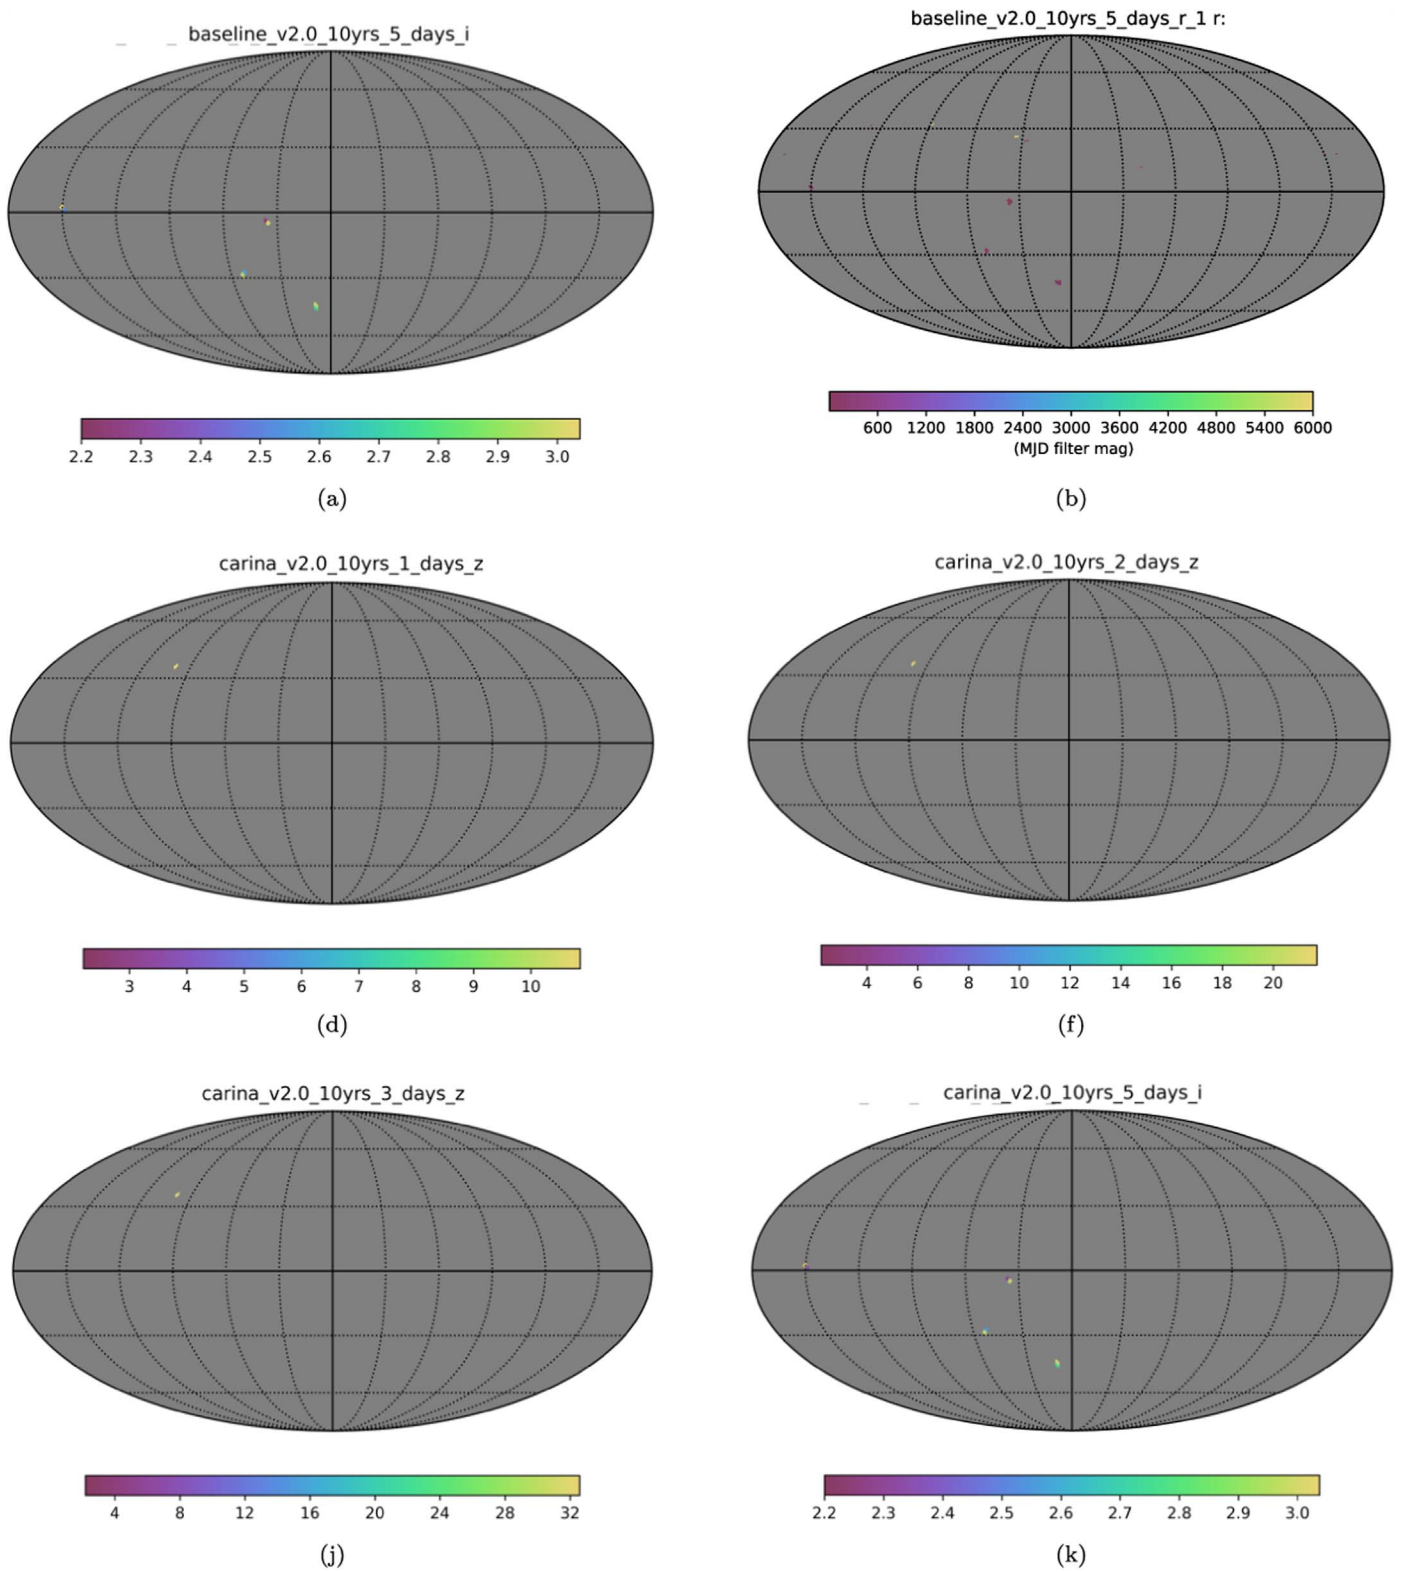 baseline_v2.0_10yrs_5_days_i
2.2 2.3 2.4 2.5 2.6 2.7 2.8 2.9 3.0
(a)
baseline_v2.0_10yrs_5_days_r_1 r:
600 1200 1800 2400 3000 3600 4200 4800 5400 6000
(MJD filter mag)
(b)
carina_v2.0_10yrs_1_days_z
3 4 5 6 7 8 9 10
(d)
carina_v2.0_10yrs_2_days_z
4 6 8 10 12 14 16 18 20
(f)
carina_v2.0_10yrs_3_days_z
4 8 12 16 20 24 28 32
(j)
carina_v2.0_10yrs_5_days_i
2.2 2.3 2.4 2.5 2.6 2.7 2.8 2.9 3.0
(k)